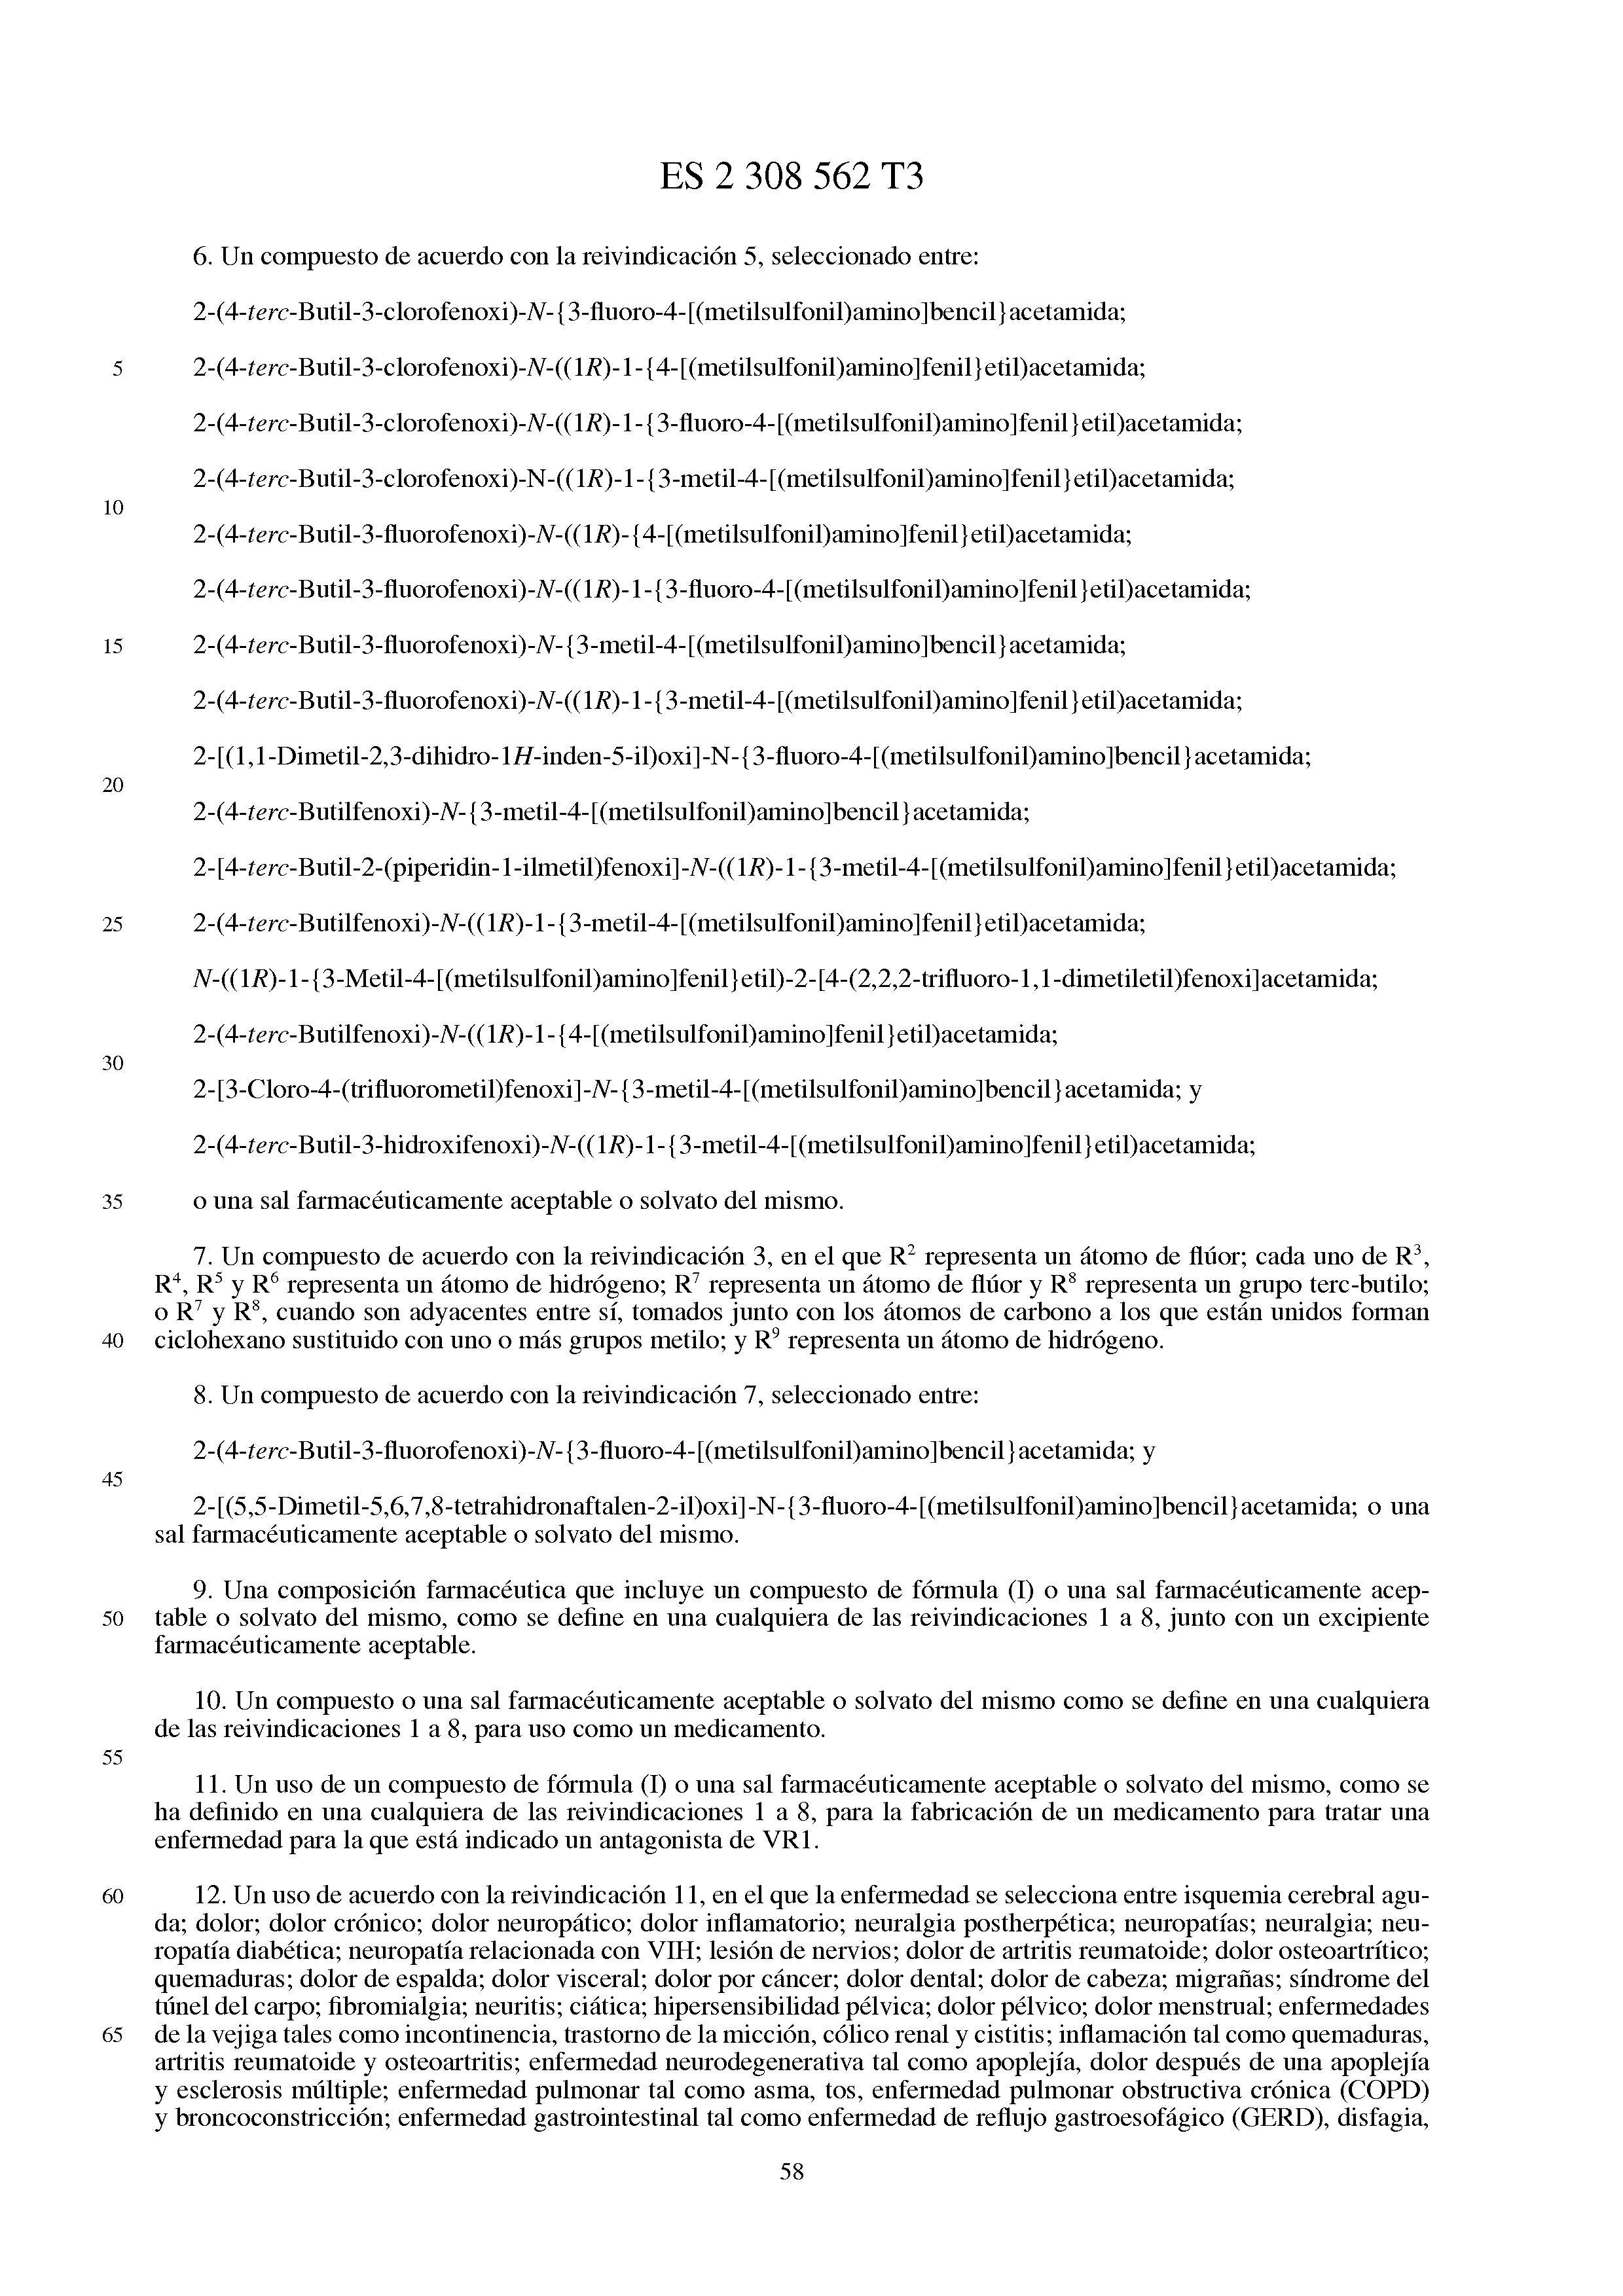 ES 2 308 562 T3
6. Un compuesto de acuerdo con la reivindicación 5, seleccionado entre:
2-(4-terc-Butil-3-clorofenoxi)-N-{3-fluoro-4-[(metilsulfonil)amino]bencil}acetamida;
5 2-(4-terc-Butil-3-clorofenoxi)-N-((1R)-1-{4-[(metilsulfonil)amino]fenil}etil)acetamida;
2-(4-terc-Butil-3-clorofenoxi)-N-((1R)-1-{3-fluoro-4-[(metilsulfonil)amino]fenil}etil)acetamida;
2-(4-terc-Butil-3-clorofenoxi)-N-((1R)-1-{3-metil-4-[(metilsulfonil)amino]fenil}etil)acetamida;
10
2-(4-terc-Butil-3-fluorofenoxi)-N-((1R)-{4-[(metilsulfonil)amino]fenil}etil)acetamida;
2-(4-terc-Butil-3-fluorofenoxi)-N-((1R)-1-{3-fluoro-4-[(metilsulfonil)amino]fenil}etil)acetamida;
15 2-(4-terc-Butil-3-fluorofenoxi)-N-{3-metil-4-[(metilsulfonil)amino]bencil}acetamida;
2-(4-terc-Butil-3-fluorofenoxi)-N-((1R)-1-{3-metil-4-[(metilsulfonil)amino]fenil}etil)acetamida;
2-[(1,1-Dimetil-2,3-dihidro-1H-inden-5-il)oxi]-N-{3-fluoro-4-[(metilsulfonil)amino]bencil}acetamida;
20
2-(4-terc-Butilfenoxi)-N-{3-metil-4-[(metilsulfonil)amino]bencil}acetamida;
2-[4-terc-Butil-2-(piperidin-1-ilmetil)fenoxi]-N-((1R)-1-{3-metil-4-[(metilsulfonil)amino]fenil}etil)acetamida;
25 2-(4-terc-Butilfenoxi)-N-((1R)-1-{3-metil-4-[(metilsulfonil)amino]fenil}etil)acetamida;
N-((1R)-1-{3-Metil-4-[(metilsulfonil)amino]fenil}etil)-2-[4-(2,2,2-trifluoro-1,1-dimetiletil)fenoxi]acetamida;
2-(4-terc-Butilfenoxi)-N-((1R)-1-{4-[(metilsulfonil)amino]fenil}etil)acetamida;
30
2-[3-Cloro-4-(trifluorometil)fenoxi]-N-{3-metil-4-[(metilsulfonil)amino]bencil}acetamida; y
2-(4-terc-Butil-3-hidroxifenoxi)-N-((1R)-1-{3-metil-4-[(metilsulfonil)amino]fenil}etil)acetamida;
35 o una sal farmacéuticamente aceptable o solvato del mismo.
7. Un compuesto de acuerdo con la reivindicación 3, en el que R² representa un átomo de flúor; cada uno de R³,
R⁴, R⁵ y R⁶ representa un átomo de hidrógeno; R⁷ representa un átomo de flúor y R⁸ representa un grupo terc-butilo;
o R⁷ y R⁸, cuando son adyacentes entre sí, tomados junto con los átomos de carbono a los que están unidos forman
40 ciclohexano sustituido con uno o más grupos metilo; y R⁹ representa un átomo de hidrógeno.
8. Un compuesto de acuerdo con la reivindicación 7, seleccionado entre:
2-(4-terc-Butil-3-fluorofenoxi)-N-{3-fluoro-4-[(metilsulfonil)amino]bencil}acetamida; y
45
2-[(5,5-Dimetil-5,6,7,8-tetrahidronaftalen-2-il)oxi]-N-{3-fluoro-4-[(metilsulfonil)amino]bencil}acetamida; o una
sal farmacéuticamente aceptable o solvato del mismo.
9. Una composición farmacéutica que incluye un compuesto de fórmula (I) o una sal farmacéuticamente acep-
50 table o solvato del mismo, como se define en una cualquiera de las reivindicaciones 1 a 8, junto con un excipiente
farmacéuticamente aceptable.
10. Un compuesto o una sal farmacéuticamente aceptable o solvato del mismo como se define en una cualquiera
de las reivindicaciones 1 a 8, para uso como un medicamento.
55
11. Un uso de un compuesto de fórmula (I) o una sal farmacéuticamente aceptable o solvato del mismo, como se
ha definido en una cualquiera de las reivindicaciones 1 a 8, para la fabricación de un medicamento para tratar una
enfermedad para la que está indicado un antagonista de VR1.
60 12. Un uso de acuerdo con la reivindicación 11, en el que la enfermedad se selecciona entre isquemia cerebral agu-
da; dolor; dolor crónico; dolor neuropático; dolor inflamatorio; neuralgia postherpética; neuropatías; neuralgia; neu-
ropatía diabética; neuropatía relacionada con VIH; lesión de nervios; dolor de artritis reumatoide; dolor osteoartrítico;
quemaduras; dolor de espalda; dolor visceral; dolor por cáncer; dolor dental; dolor de cabeza; migrañas; síndrome del
túnel del carpo; fibromialgia; neuritis; ciática; hipersensibilidad pélvica; dolor pélvico; dolor menstrual; enfermedades
65 de la vejiga tales como incontinencia, trastorno de la micción, cólico renal y cistitis; inflamación tal como quemaduras,
artritis reumatoide y osteoartritis; enfermedad neurodegenerativa tal como apoplejía, dolor después de una apoplejía
y esclerosis múltiple; enfermedad pulmonar tal como asma, tos, enfermedad pulmonar obstructiva crónica (COPD)
y broncoconstricción; enfermedad gastrointestinal tal como enfermedad de reflujo gastroesofágico (GERD), disfagia,
58